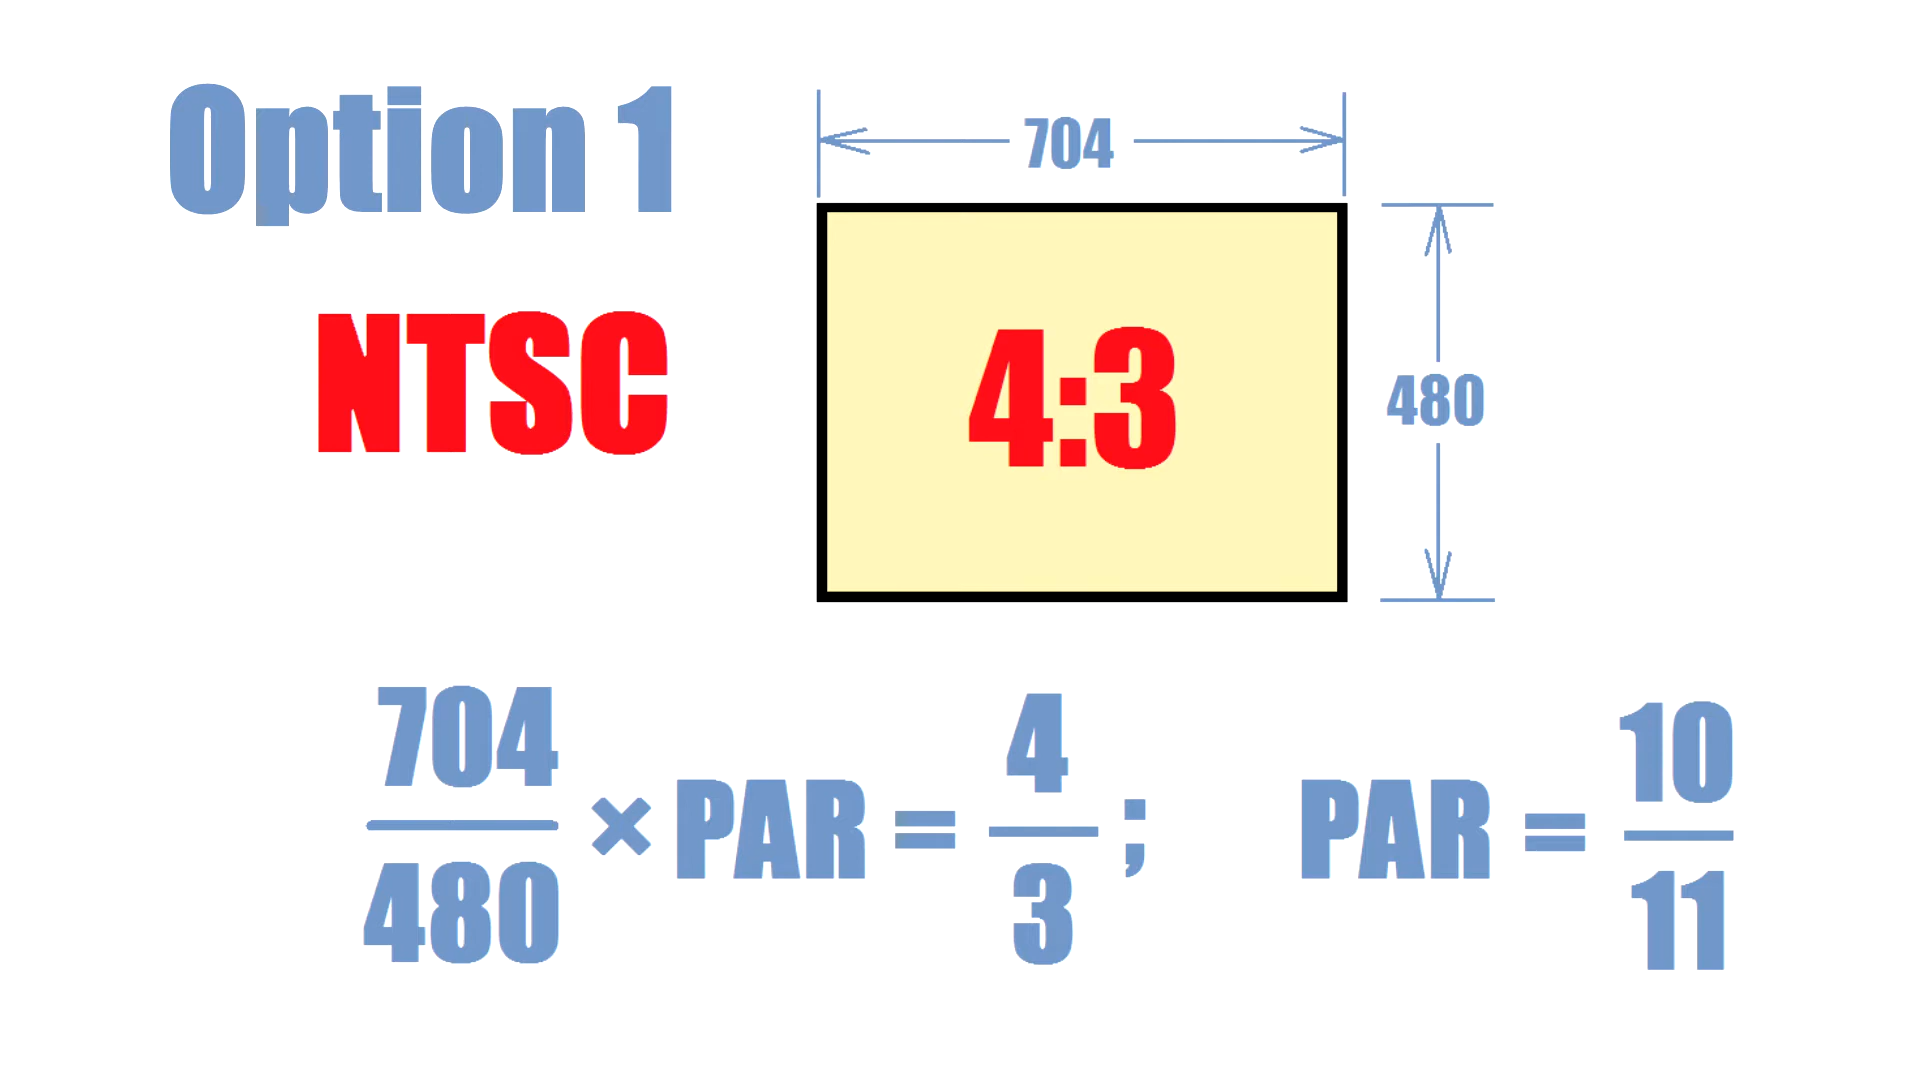 Option 1
704
NTSC
4:3
480
704/480 × PAR = 4/3 ; PAR = 10/11